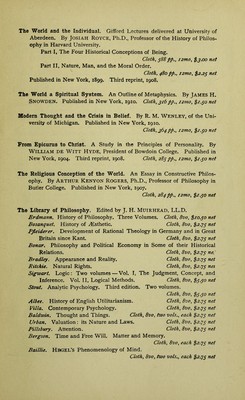 The World and the Individual. Gifford Lectures delivered at University of
Aberdeen. By JOSIAH ROYCE, Ph.D., Professor of the History of Philos-
ophy in Harvard University.
Part I, The Four Historical Conceptions of Being.
Cloth, 588 pp., 12mo, $3.00 net
Part II, Nature, Man, and the Moral Order.
Cloth, 480 pp., 12mo, $2.25 net
Published in New York, 1899. Third reprint, 1908.
The World a Spiritual System. An Outline of Metaphysics. By JAMES H.
SNOWDEN. Published in New York, 1910. Cloth, 316 pp., 12mo, $1.50 net
Modern Thought and the Crisis in Belief. By R. M. WENLEY, of the Uni-
versity of Michigan. Published in New York, 1910.
Cloth, 364 pp., 12mo, $1.50 net
From Epicurus to Christ. A Study in the Principles of Personality. By
WILLIAM DE WITT HYDE, President of Bowdoin College. Published in
New York, 1904. Third reprint, 1908. Cloth, 285 pp., 12mo, $1.50 net
The Religious Conception of the World. An Essay in Constructive Philos-
ophy. By ARTHUR KENYON ROGERS, Ph.D., Professor of Philosophy in
Butler College. Published in New York, 1907.
Cloth, 284 pp., 12mo, $1.50 net
The Library of Philosophy. Edited by J. H. MUIRHEAD, LL.D.
Erdmann. History of Philosophy. Three Volumes. Cloth, 8vo, $10.50 net
Bosanquet. History of Æsthetic. Cloth, 8vo, $2.75 net
Pfleiderer. Development of Rational Theology in Germany and in Great
Britain since Kant. Cloth, 8vo, $2.75 net
Bonar. Philosophy and Political Economy in Some of their Historical
Relations. Cloth, 8vo, $2.75 net
Bradley. Appearance and Reality. Cloth, 8vo, $2.75 net
Ritchie. Natural Rights. Cloth, 8vo, $2.75 net
Sigwart. Logic: Two volumes — Vol. I, The Judgment, Concept, and
Inference. Vol. II, Logical Methods. Cloth, 8vo, $5.50 net
Stout. Analytic Psychology. Third edition. Two volumes.
Cloth, 8vo, $5.50 net
Albee. History of English Utilitarianism. Cloth, 8vo, $2.75 net
Villa. Contemporary Psychology. Cloth, 8vo, $2.75 net
Baldwin. Thought and Things. Cloth, 8vo, two vols., each $2.75 net
Urban. Valuation: its Nature and Laws. Cloth, 8vo, $2.75 net
Pillsbury. Attention. Cloth, 8vo, $2.75 net
Bergson. Time and Free Will. Matter and Memory.
Cloth, 8vo, each $2.75 net
Baillie. HEGEL'S Phenomenology of Mind.
Cloth, 8vo, two vols., each $2.75 net